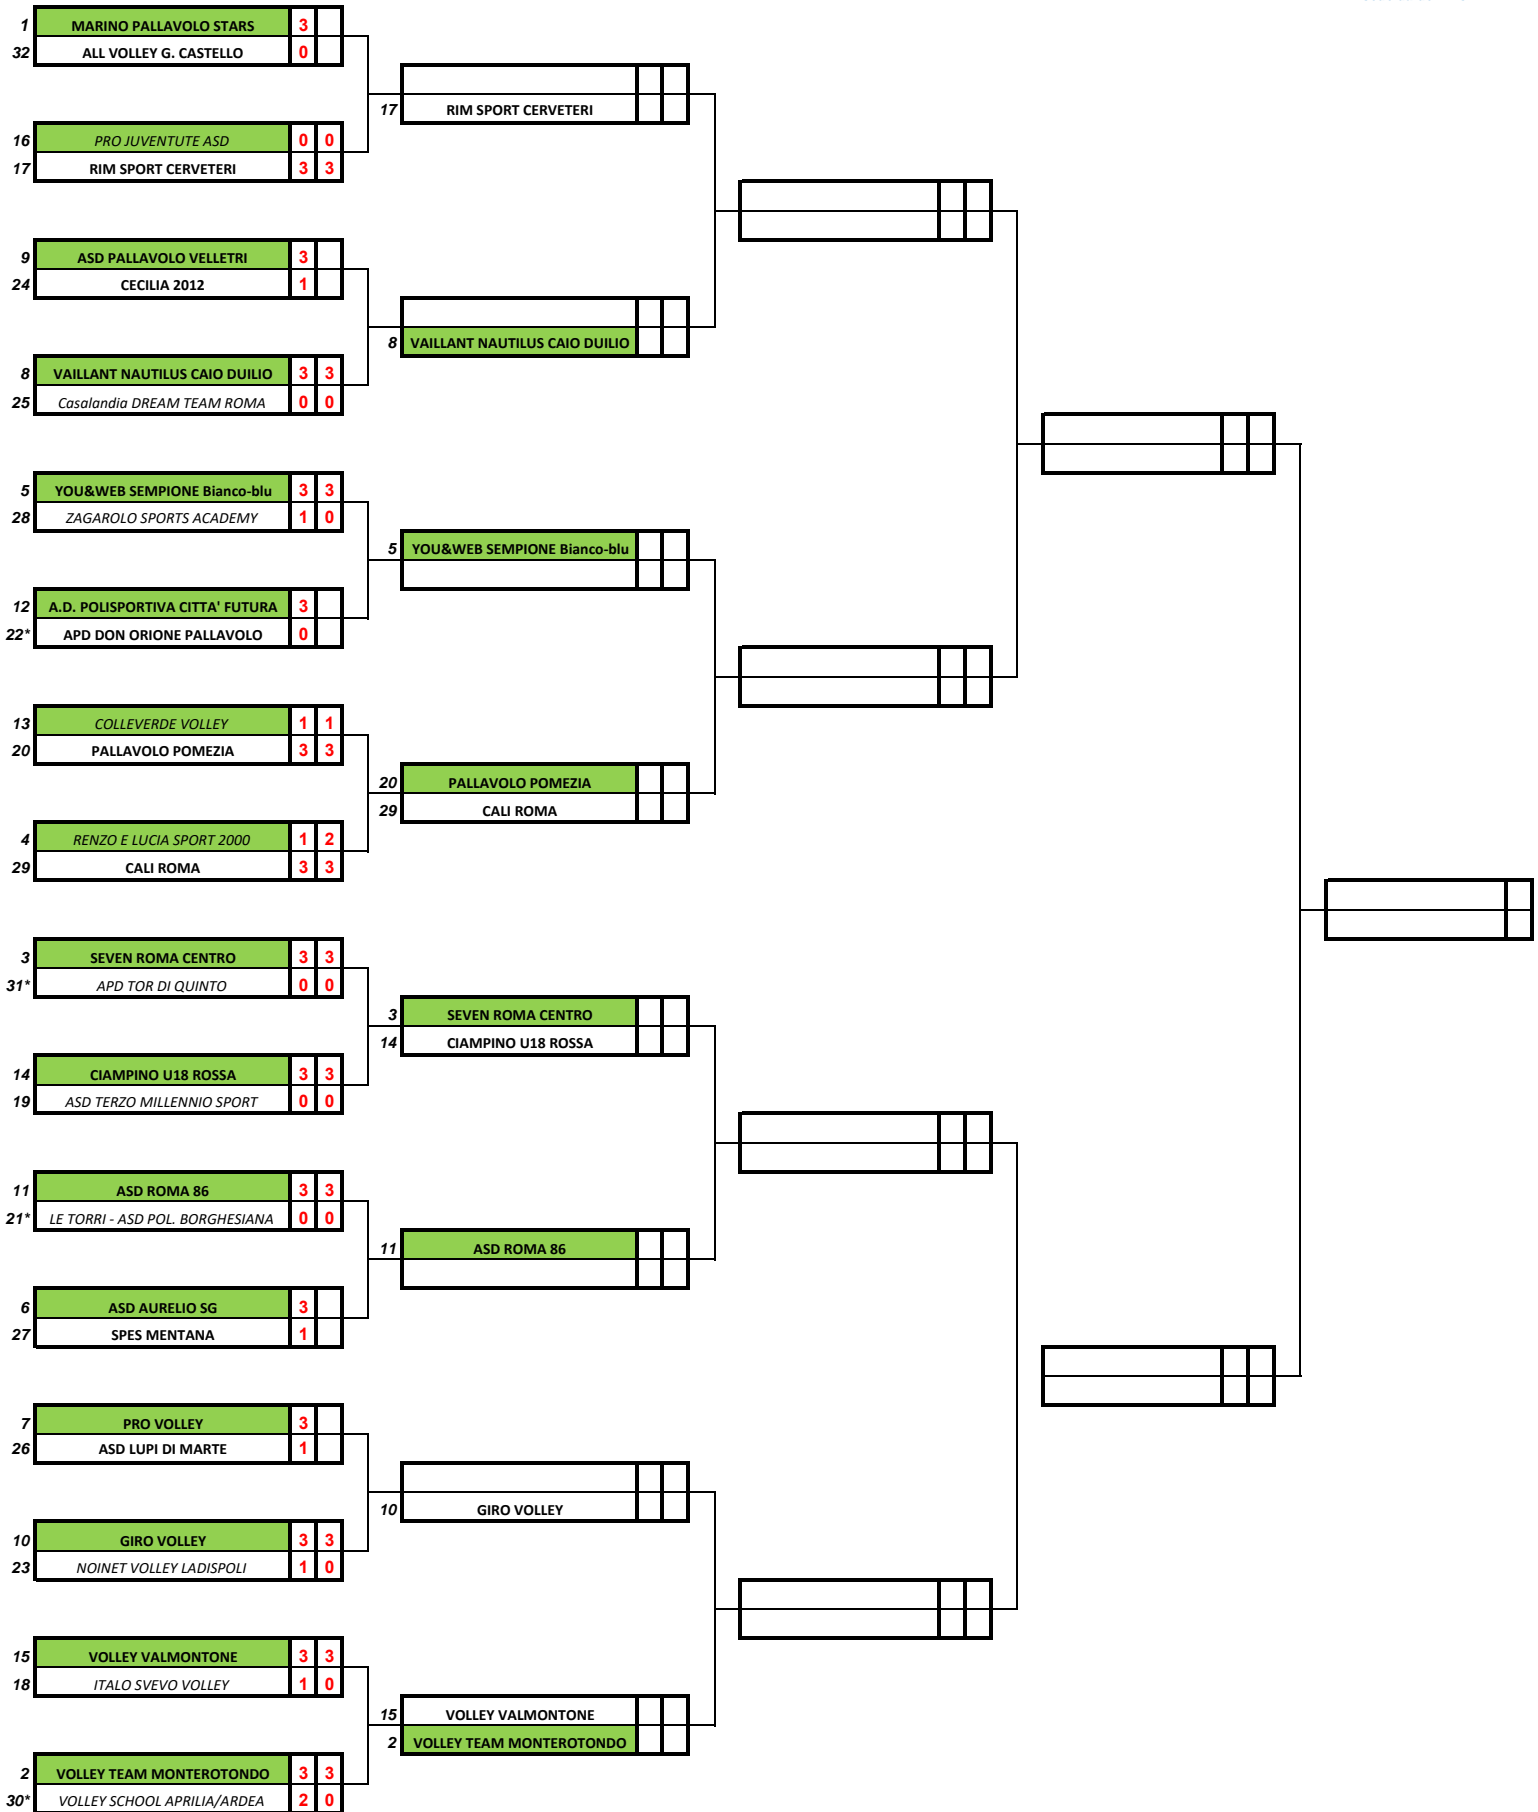 1 MARINO PALLAVOLO STARS 3
32 ALL VOLLEY G. CASTELLO 0
17 RIM SPORT CERVETERI
16 PRO JUVENTUTE ASD 0 0
17 RIM SPORT CERVETERI 3 3
9 ASD PALLAVOLO VELLETRI 3
24 CECILIA 2012 1
8 VAILLANT NAUTILUS CAIO DUILIO
8 VAILLANT NAUTILUS CAIO DUILIO 3 3
25 Casalandia DREAM TEAM ROMA 0 0
5 YOU&WEB SEMPIONE Bianco-blu 3 3
28 ZAGAROLO SPORTS ACADEMY 1 0
5 YOU&WEB SEMPIONE Bianco-blu
12 A.D. POLISPORTIVA CITTA' FUTURA 3
22* APD DON ORIONE PALLAVOLO 0
13 COLLEVERDE VOLLEY 1 1
20 PALLAVOLO POMEZIA 3 3
20 PALLAVOLO POMEZIA
29 CALI ROMA
4 RENZO E LUCIA SPORT 2000 1 2
29 CALI ROMA 3 3
3 SEVEN ROMA CENTRO 3 3
31* APD TOR DI QUINTO 0 0
3 SEVEN ROMA CENTRO
14 CIAMPINO U18 ROSSA
14 CIAMPINO U18 ROSSA 3 3
19 ASD TERZO MILLENNIO SPORT 0 0
11 ASD ROMA 86 3 3
21* LE TORRI - ASD POL. BORGHESIANA 0 0
11 ASD ROMA 86
6 ASD AURELIO SG 3
27 SPES MENTANA 1
7 PRO VOLLEY 3
26 ASD LUPI DI MARTE 1
10 GIRO VOLLEY
10 GIRO VOLLEY 3 3
23 NOINET VOLLEY LADISPOLI 1 0
15 VOLLEY VALMONTONE 3 3
18 ITALO SVEVO VOLLEY 1 0
15 VOLLEY VALMONTONE
2 VOLLEY TEAM MONTEROTONDO
2 VOLLEY TEAM MONTEROTONDO 3 3
30* VOLLEY SCHOOL APRILIA/ARDEA 2 0